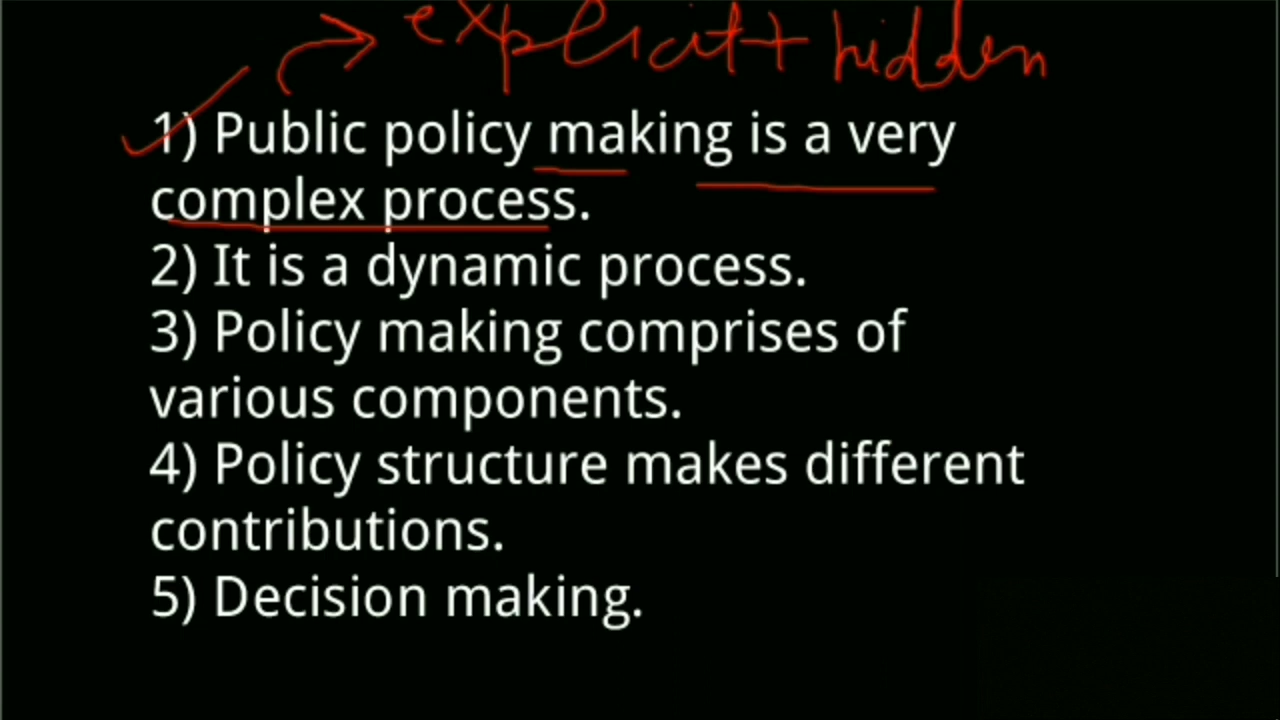 explicit + hidden
1) Public policy making is a very
complex process.
2) It is a dynamic process.
3) Policy making comprises of
various components.
4) Policy structure makes different
contributions.
5) Decision making.